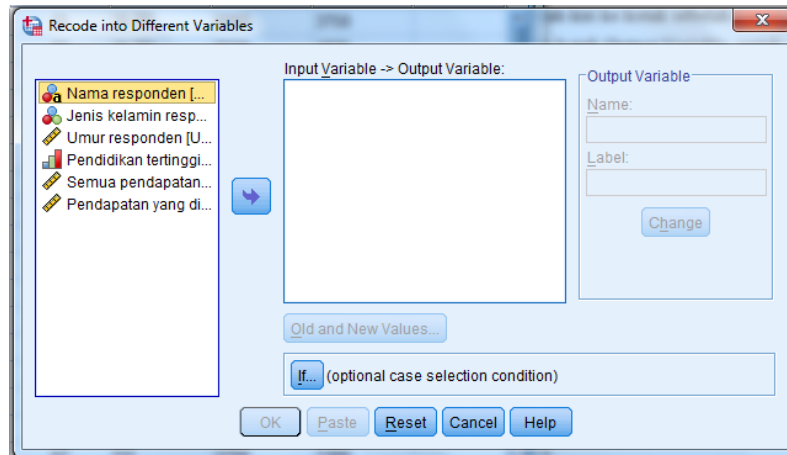 Recode into Different Variables
Nama responden [...
Jenis kelamin resp...
Umur responden [U...
Pendidikan tertinggi...
Semua pendapatan...
Pendapatan yang di...
Input Variable -> Output Variable:
Output Variable
Name:
Label:
Change
Old and New Values...
If... (optional case selection condition)
OK Paste Reset Cancel Help